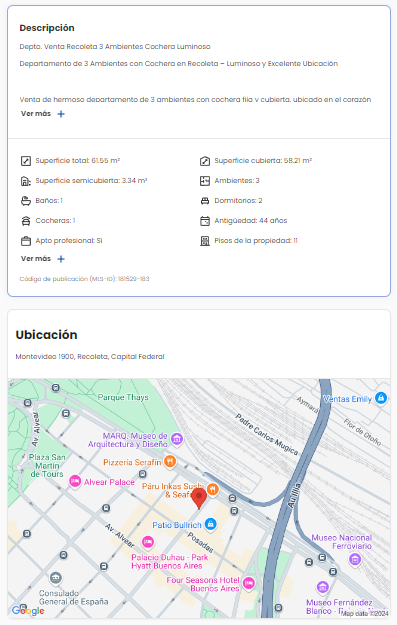 Descripción
Depto. Venta Recoleta 3 Ambientes Cochera Luminoso
Departamento de 3 Ambientes con Cochera en Recoleta – Luminoso y Excelente Ubicación
Venta de hermoso departamento de 3 ambientes con cochera fija y cubierta, ubicado en el corazón
Ver más +
Superficie total: 61.55 m²
Superficie cubierta: 58.21 m²
Superficie semicubierta: 3.34 m²
Ambientes: 3
Baños: 1
Dormitorios: 2
Cocheras: 1
Antigüedad: 44 años
Apto profesional: Si
Pisos de la propiedad: 11
Ver más +
Código de publicación (MLS-ID): 181529-183
Ubicación
Montevideo 1900, Recoleta, Capital Federal
Parque Thays
Ventas Emily
Aymará
Flor de Otoño
Av. Alvear
Padre Carlos Mugica
MARQ, Museo de
Arquitectura y Diseño
Plaza San
Martín
de Tours
Pizzería Serafín
Alvear Palace
Páru Inkas Sushi
& Seaf
Autopista
Patio Bullrich
Av. Alvear
Posadas
Palacio Duhau - Park
Hyatt Buenos Aires
Museo Nacional
Ferroviario
Four Seasons Hotel
Buenos Aires
Consulado
General de España
Museo Fernández
Blanco -
Google
Map data ©2024